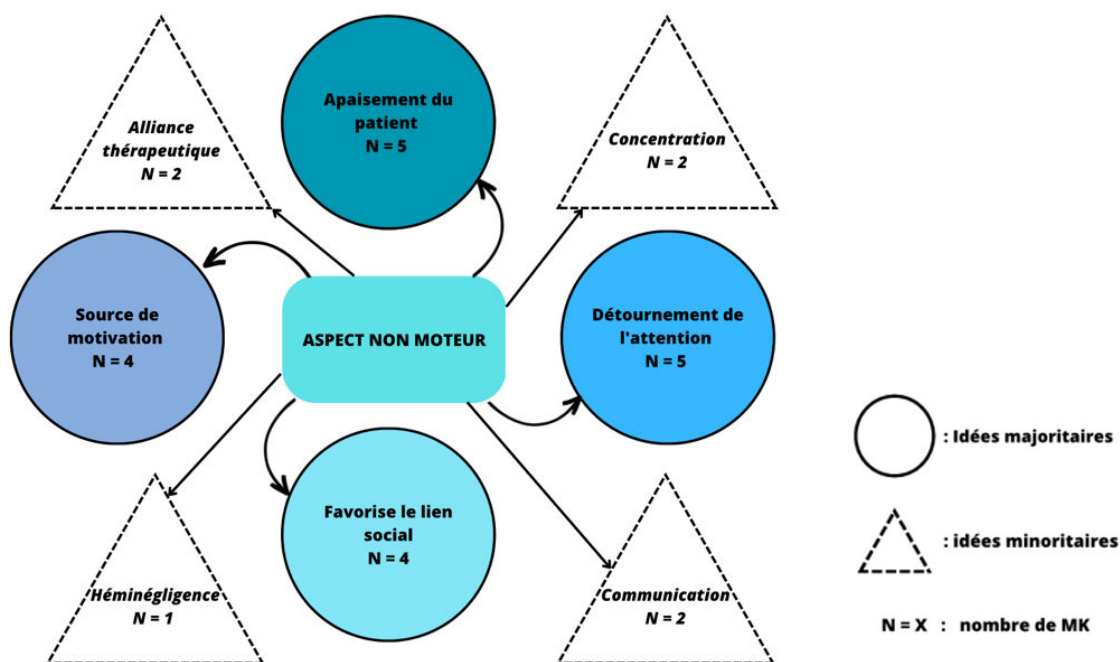 Alliance
thérapeutique
N = 2
Apaisement du
patient
N = 5
Concentration
N = 2
Source de
motivation
N = 4
ASPECT NON MOTEUR
Détournement de
l'attention
N = 5
Héminégligence
N = 1
Favorise le lien
social
N = 4
Communication
N = 2
: Idées majoritaires
: idées minoritaires
N = X : nombre de MK